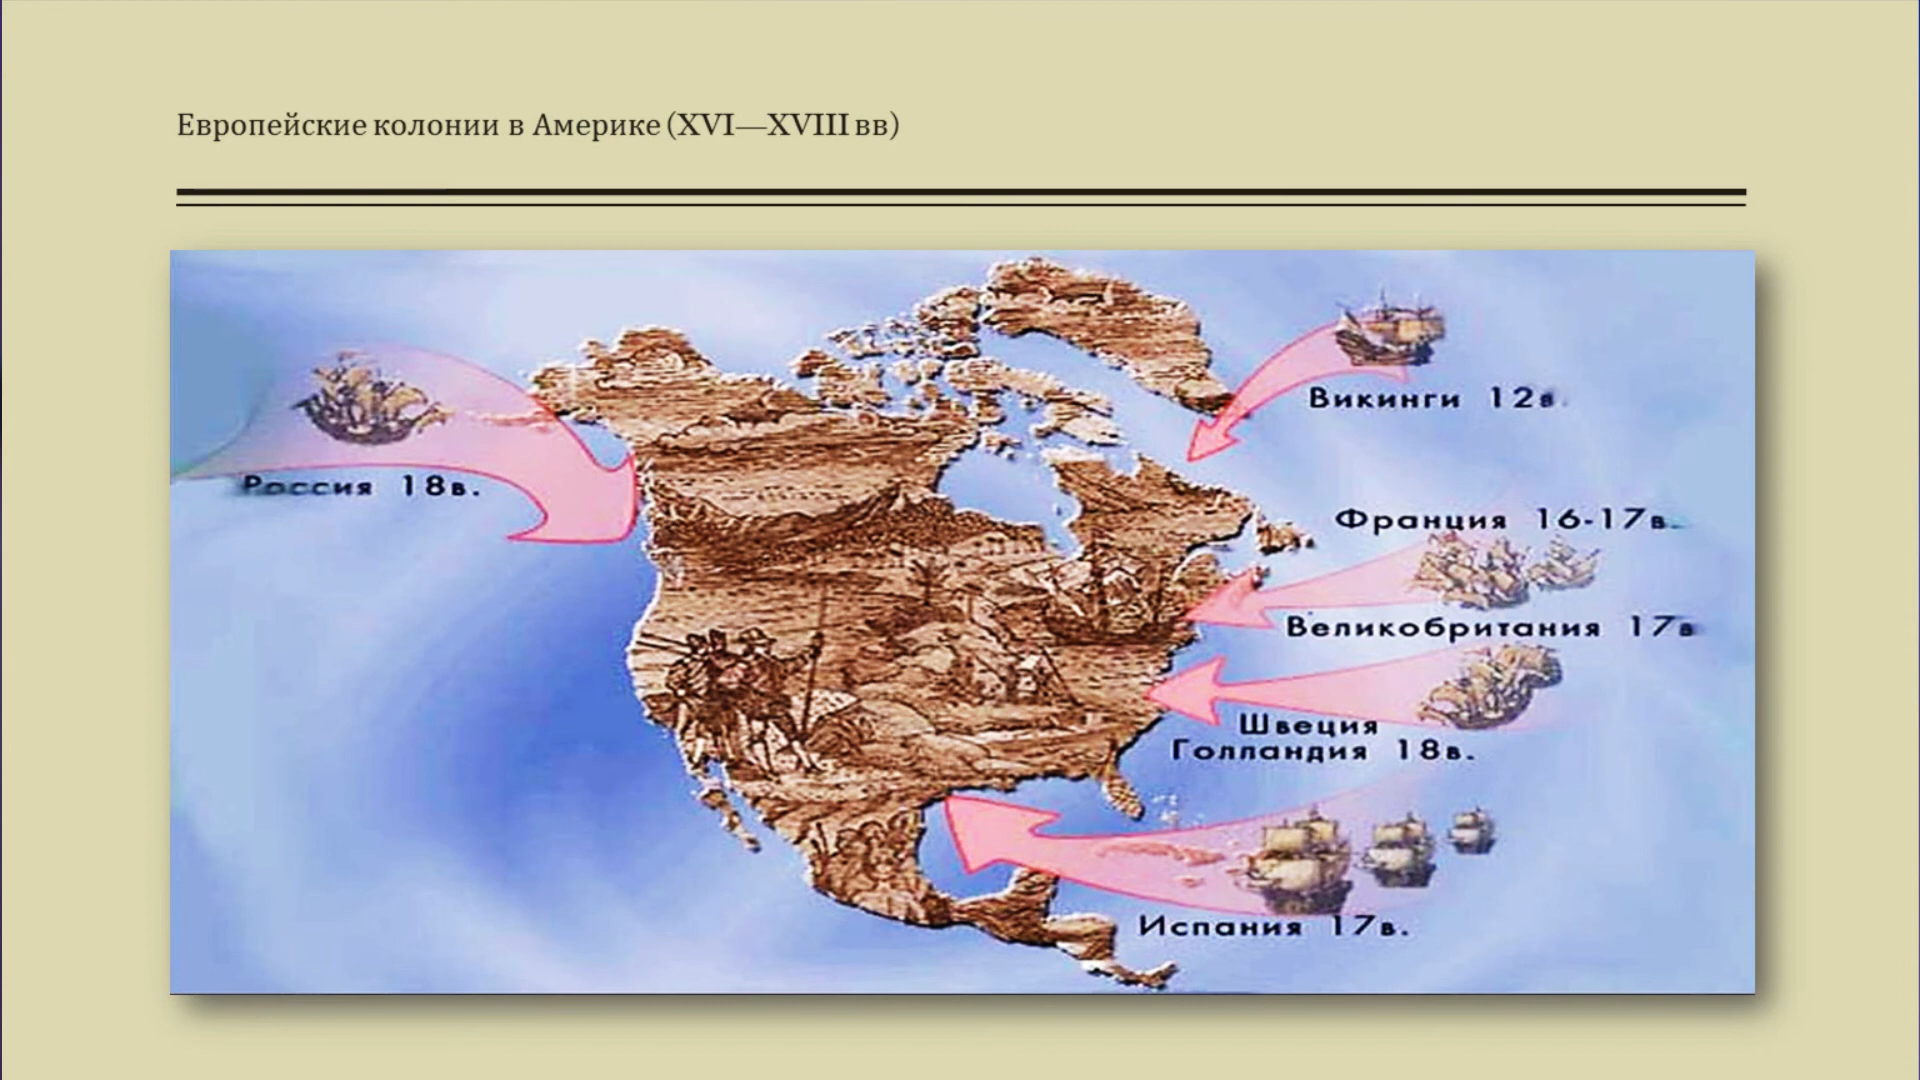 Европейские колонии в Америке (XVI—XVIII вв)
Викинги 12в.
Россия 18в.
Франция 16-17в.
Великобритания 17в
Швеция
Голландия 18в.
Испания 17в.